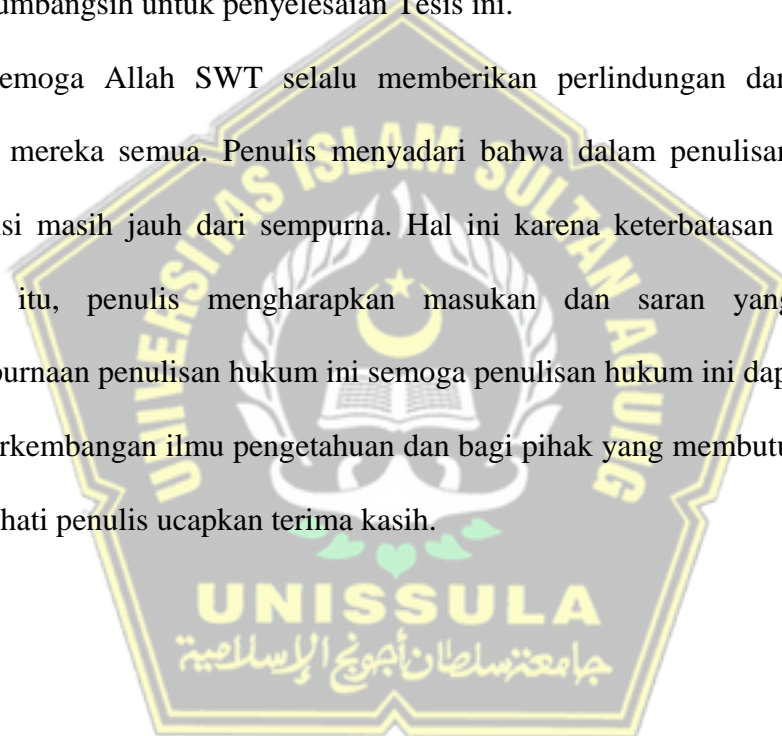 umbangsih untuk penyelesaian Tesis ini.
emoga Allah SWT selalu memberikan perlindungan dan
mereka semua. Penulis menyadari bahwa dalam penulisan
si masih jauh dari sempurna. Hal ini karena keterbatasan
itu, penulis mengharapkan masukan dan saran yang
purnaan penulisan hukum ini semoga penulisan hukum ini dap
erkembangan ilmu pengetahuan dan bagi pihak yang membutu
hati penulis ucapkan terima kasih.
UNIVERSITAS ISLAM SULTAN AGUNG
UNISSULA
جامعة سلطان أجونج الإسلامية